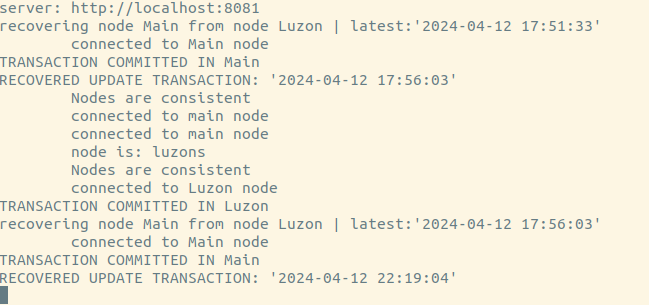 server: http://localhost:8081
recovering node Main from node Luzon | latest:'2024-04-12 17:51:33'
connected to Main node
TRANSACTION COMMITTED IN Main
RECOVERED UPDATE TRANSACTION: '2024-04-12 17:56:03'
Nodes are consistent
connected to main node
connected to main node
node is: luzons
Nodes are consistent
connected to Luzon node
TRANSACTION COMMITTED IN Luzon
recovering node Main from node Luzon | latest:'2024-04-12 17:56:03'
connected to Main node
TRANSACTION COMMITTED IN Main
RECOVERED UPDATE TRANSACTION: '2024-04-12 22:19:04'